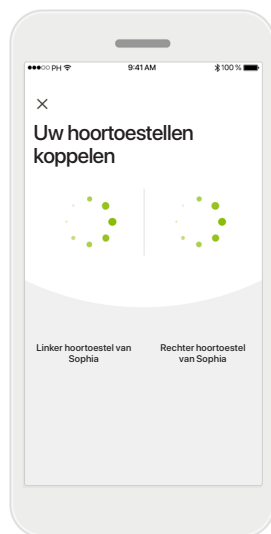 PH 9:41 AM 100 %
Uw hoortoestellen
koppelen
Linker hoortoestel van
Sophia
Rechter hoortoestel
van Sophia